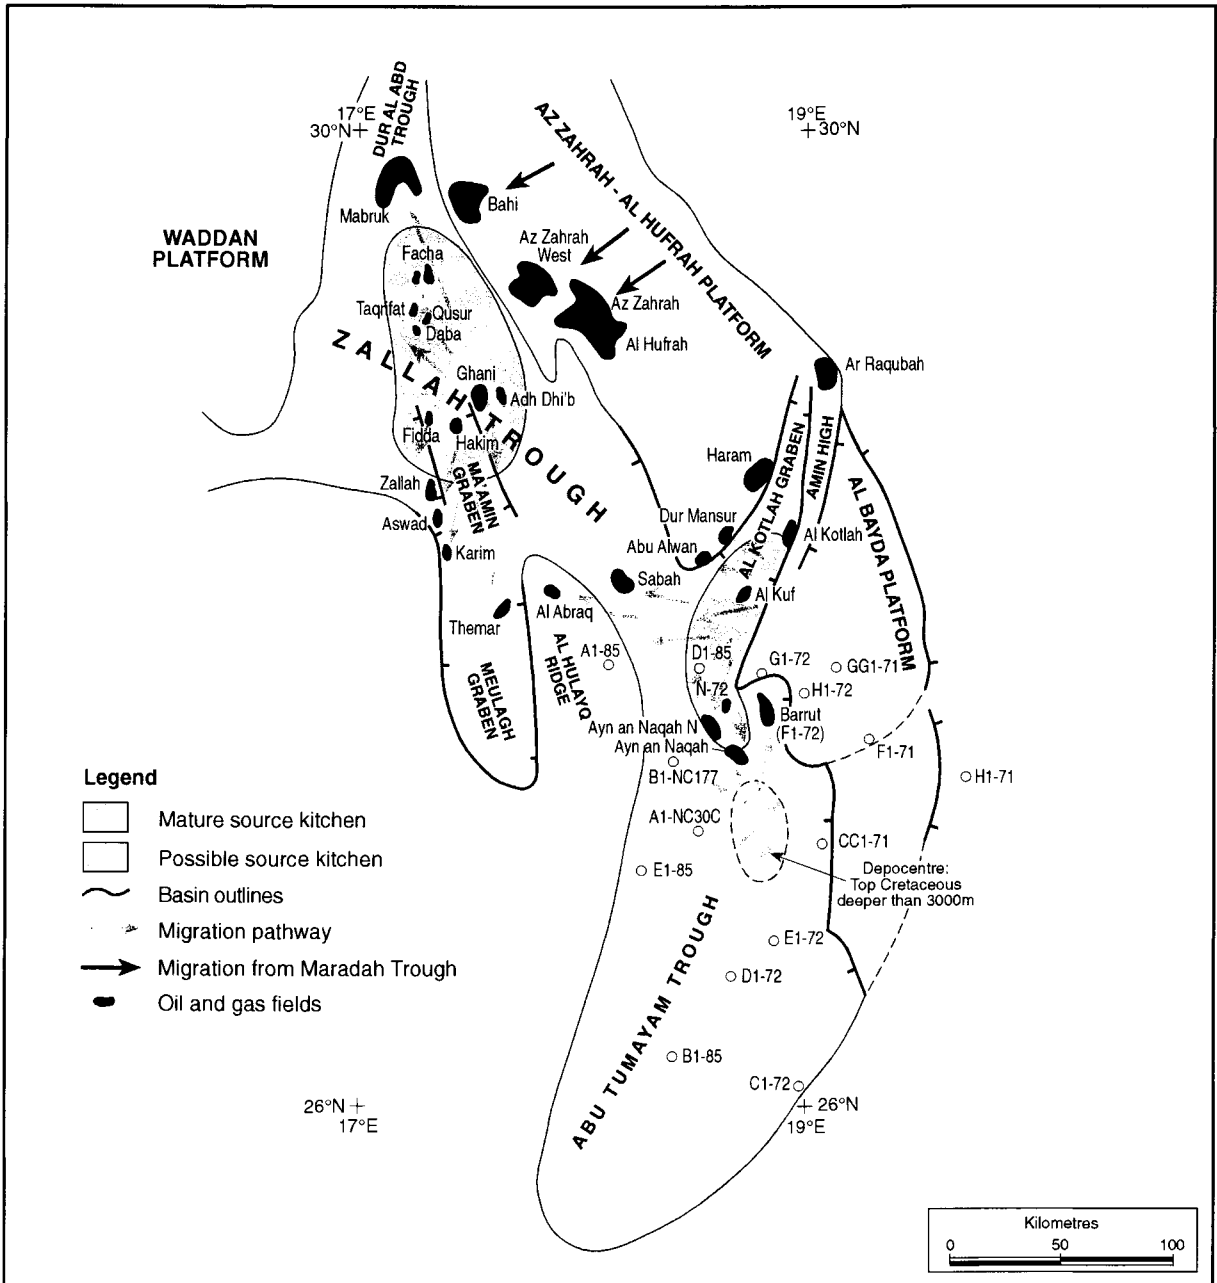 DUR AL ABD
TROUGH
17°E
30°N
19°E
30°N
AZ ZAHRAH - AL HUFRAH PLATFORM
Mabruk
Bahi
WADDAN
PLATFORM
Az Zahrah
West
Facha
Az Zahrah
Taqrifat
Qusur
Daba
Al Hufrah
ZALLAH TROUGH
Ar Raqubah
Ghani
Adh Dhi'b
Fidda
Hakim
MA'AMIN
GRABEN
Haram
AL KOTLAH GRABEN
AMIN HIGH
AL BAYDA PLATFORM
Zallah
Aswad
Karim
Dur Mansur
Abu Alwan
Al Kotlah
Sabah
Al Kuf
Al Abraq
Themar
AL HULAYQ
RIDGE
MEULAGH
GRABEN
A1-85
D1-85
G1-72
GG1-71
N-72
H1-72
Ayn an Naqah N
Barrut
(F1-72)
Ayn an Naqah
F1-71
B1-NC177
H1-71
A1-NC30C
CC1-71
E1-85
Depocentre:
Top Cretaceous
deeper than 3000m
E1-72
D1-72
ABU TUMAYAM TROUGH
B1-85
C1-72
26°N
17°E
26°N
19°E
Legend
Mature source kitchen
Possible source kitchen
Basin outlines
Migration pathway
Migration from Maradah Trough
Oil and gas fields
Kilometres
0 50 100